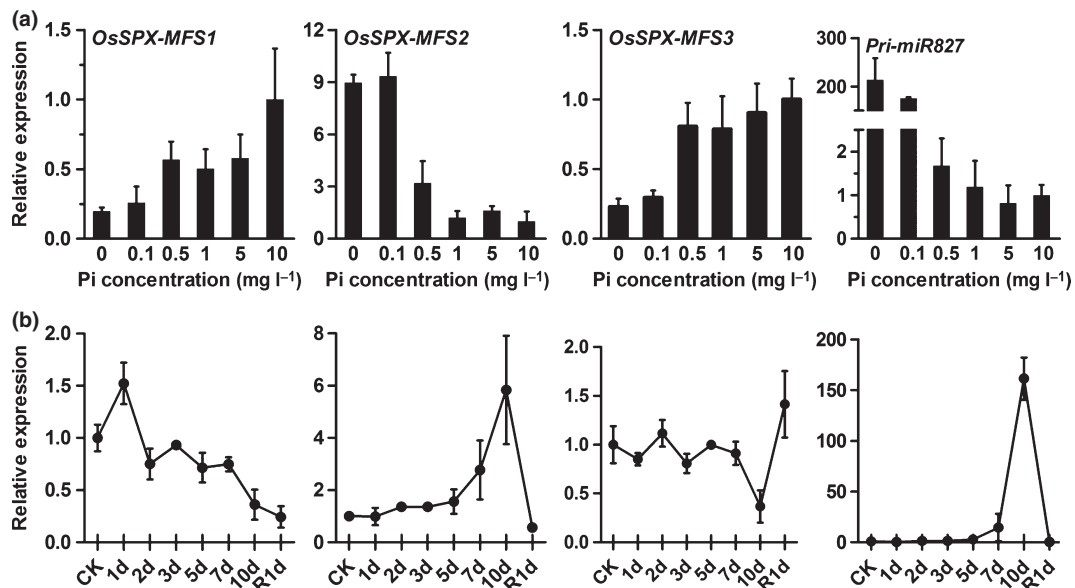 (a)
OsSPX-MFS1 OsSPX-MFS2 OsSPX-MFS3 Pri-miR827
Relative expression
1.5 1.0 0.5 0.0
12 9 6 3 0
1.5 1.0 0.5 0.0
300 200 2 1 0
0 0.1 0.5 1 5 10 0 0.1 0.5 1 5 10 0 0.1 0.5 1 5 10 0 0.1 0.5 1 5 10
Pi concentration (mg l⁻¹) Pi concentration (mg l⁻¹) Pi concentration (mg l⁻¹) Pi concentration (mg l⁻¹)
(b)
Relative expression
2.0 1.5 1.0 0.5 0.0
8 6 4 2 0
2.0 1.5 1.0 0.5 0.0
200 150 100 50 0
CK 1d 2d 3d 5d 7d 10d R1d CK 1d 2d 3d 5d 7d 10d R1d CK 1d 2d 3d 5d 7d 10d R1d CK 1d 2d 3d 5d 7d 10d R1d